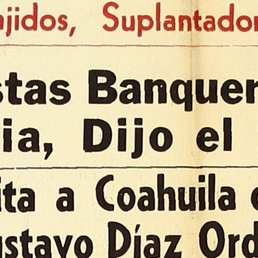 ajidos, Suplantador
stas Banquer
ia, Dijo el
ita a Coahuila
ustavo Díaz Ord